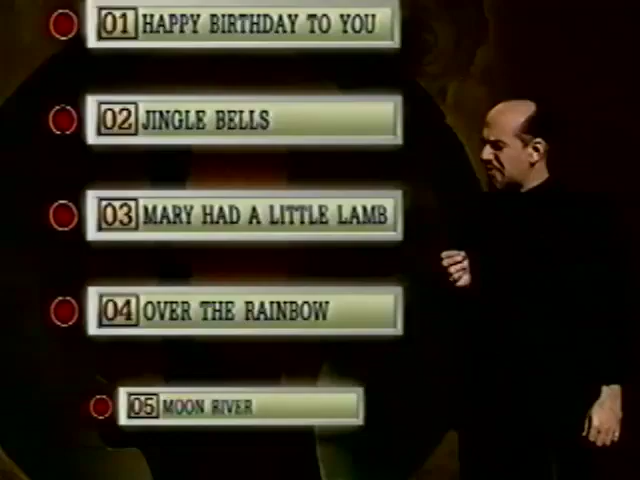 01 HAPPY BIRTHDAY TO YOU
02 JINGLE BELLS
03 MARY HAD A LITTLE LAMB
04 OVER THE RAINBOW
05 MOON RIVER